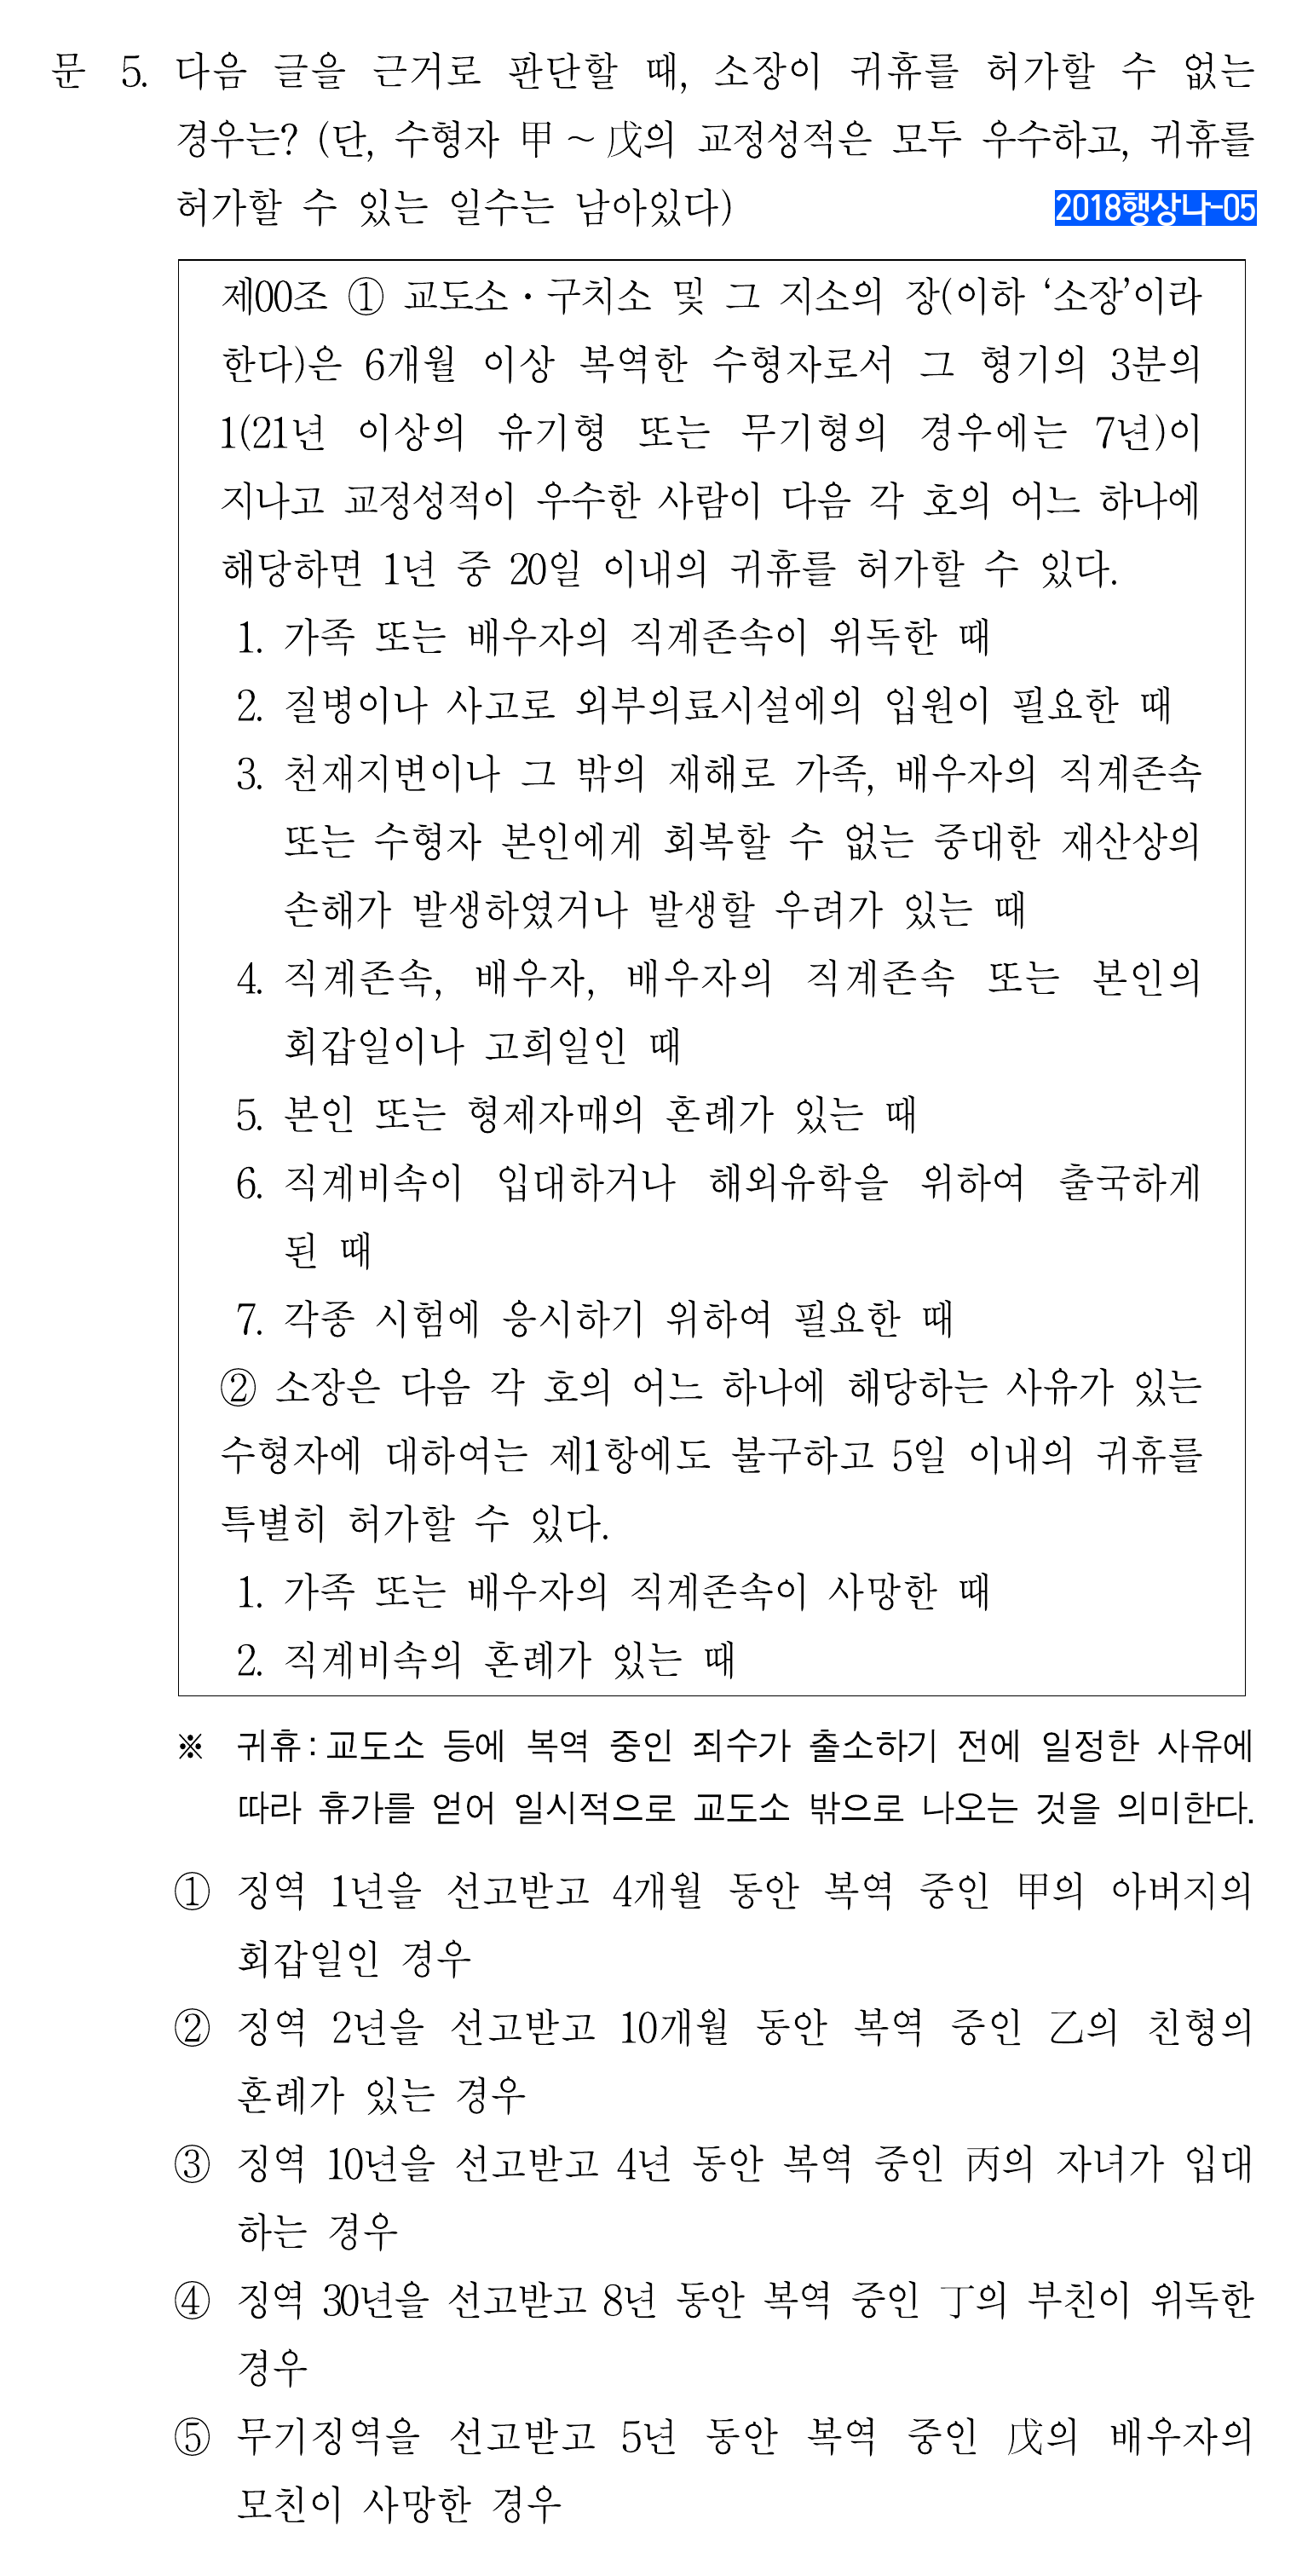 문 5. 다음 글을 근거로 판단할 때, 소장이 귀휴를 허가할 수 없는
경우는? (단, 수형자 甲~戊의 교정성적은 모두 우수하고, 귀휴를
허가할 수 있는 일수는 남아있다)
2018행상나-05
제00조 ① 교도소·구치소 및 그 지소의 장(이하 ‘소장’이라
한다)은 6개월 이상 복역한 수형자로서 그 형기의 3분의
1(21년 이상의 유기형 또는 무기형의 경우에는 7년)이
지나고 교정성적이 우수한 사람이 다음 각 호의 어느 하나에
해당하면 1년 중 20일 이내의 귀휴를 허가할 수 있다.
1. 가족 또는 배우자의 직계존속이 위독한 때
2. 질병이나 사고로 외부의료시설에의 입원이 필요한 때
3. 천재지변이나 그 밖의 재해로 가족, 배우자의 직계존속
또는 수형자 본인에게 회복할 수 없는 중대한 재산상의
손해가 발생하였거나 발생할 우려가 있는 때
4. 직계존속, 배우자, 배우자의 직계존속 또는 본인의
회갑일이나 고희일인 때
5. 본인 또는 형제자매의 혼례가 있는 때
6. 직계비속이 입대하거나 해외유학을 위하여 출국하게
된 때
7. 각종 시험에 응시하기 위하여 필요한 때
② 소장은 다음 각 호의 어느 하나에 해당하는 사유가 있는
수형자에 대하여는 제1항에도 불구하고 5일 이내의 귀휴를
특별히 허가할 수 있다.
1. 가족 또는 배우자의 직계존속이 사망한 때
2. 직계비속의 혼례가 있는 때
※ 귀휴: 교도소 등에 복역 중인 죄수가 출소하기 전에 일정한 사유에
따라 휴가를 얻어 일시적으로 교도소 밖으로 나오는 것을 의미한다.
① 징역 1년을 선고받고 4개월 동안 복역 중인 甲의 아버지의
회갑일인 경우
② 징역 2년을 선고받고 10개월 동안 복역 중인 乙의 친형의
혼례가 있는 경우
③ 징역 10년을 선고받고 4년 동안 복역 중인 丙의 자녀가 입대
하는 경우
④ 징역 30년을 선고받고 8년 동안 복역 중인 丁의 부친이 위독한
경우
⑤ 무기징역을 선고받고 5년 동안 복역 중인 戊의 배우자의
모친이 사망한 경우